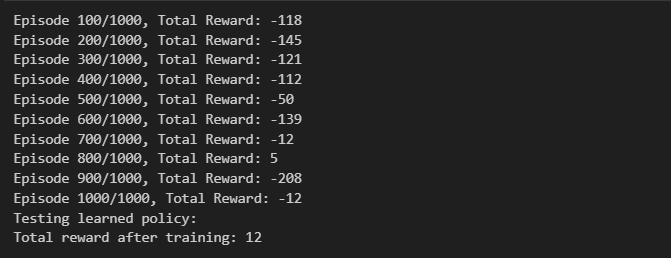 Episode 100/1000, Total Reward: -118
Episode 200/1000, Total Reward: -145
Episode 300/1000, Total Reward: -121
Episode 400/1000, Total Reward: -112
Episode 500/1000, Total Reward: -50
Episode 600/1000, Total Reward: -139
Episode 700/1000, Total Reward: -12
Episode 800/1000, Total Reward: 5
Episode 900/1000, Total Reward: -208
Episode 1000/1000, Total Reward: -12
Testing learned policy:
Total reward after training: 12